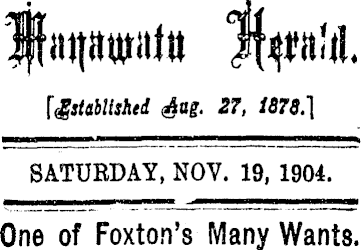 Manawatu Herald.
[Established Aug. 27, 1878.]
SATURDAY, NOV. 19, 1904.
One of Foxton's Many Wants.